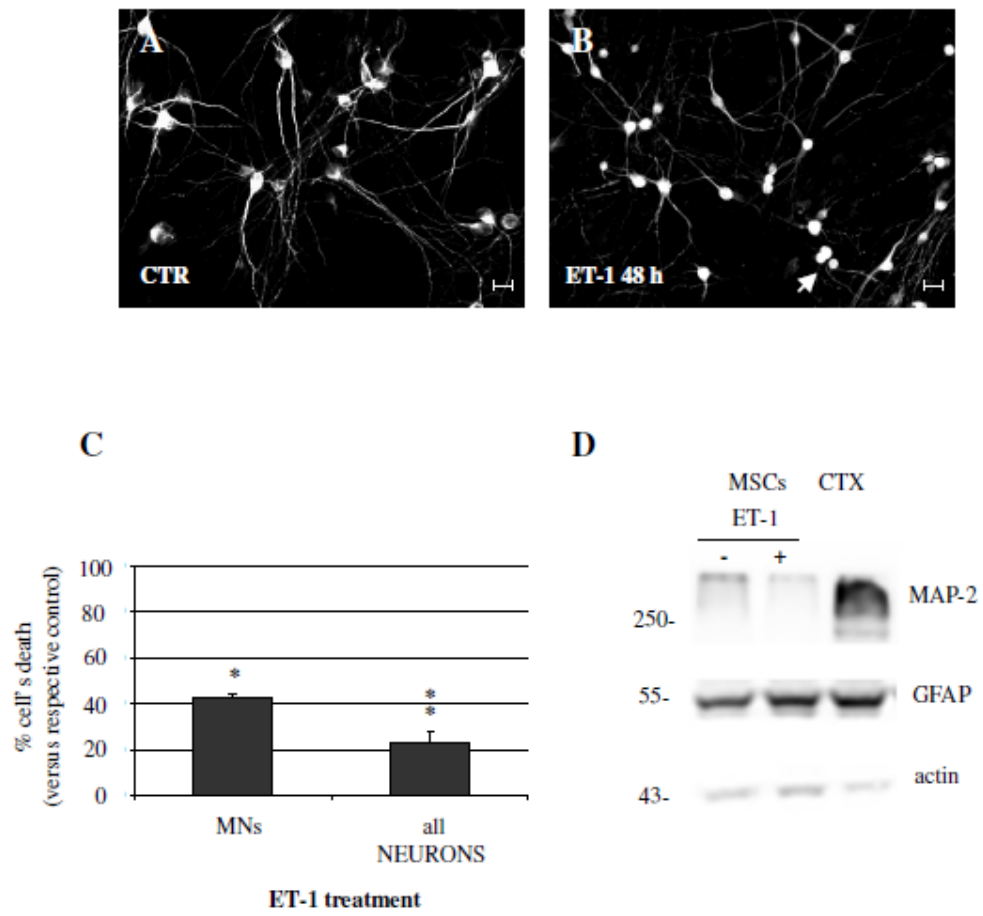 A
CTR
B
ET-1 48 h
C
% cell's death
(versus respective control)
100
80
60
40
20
0
*
*
*
MNs
all
NEURONS
ET-1 treatment
D
MSCs CTX
ET-1
- +
250-
MAP-2
55-
GFAP
43-
actin